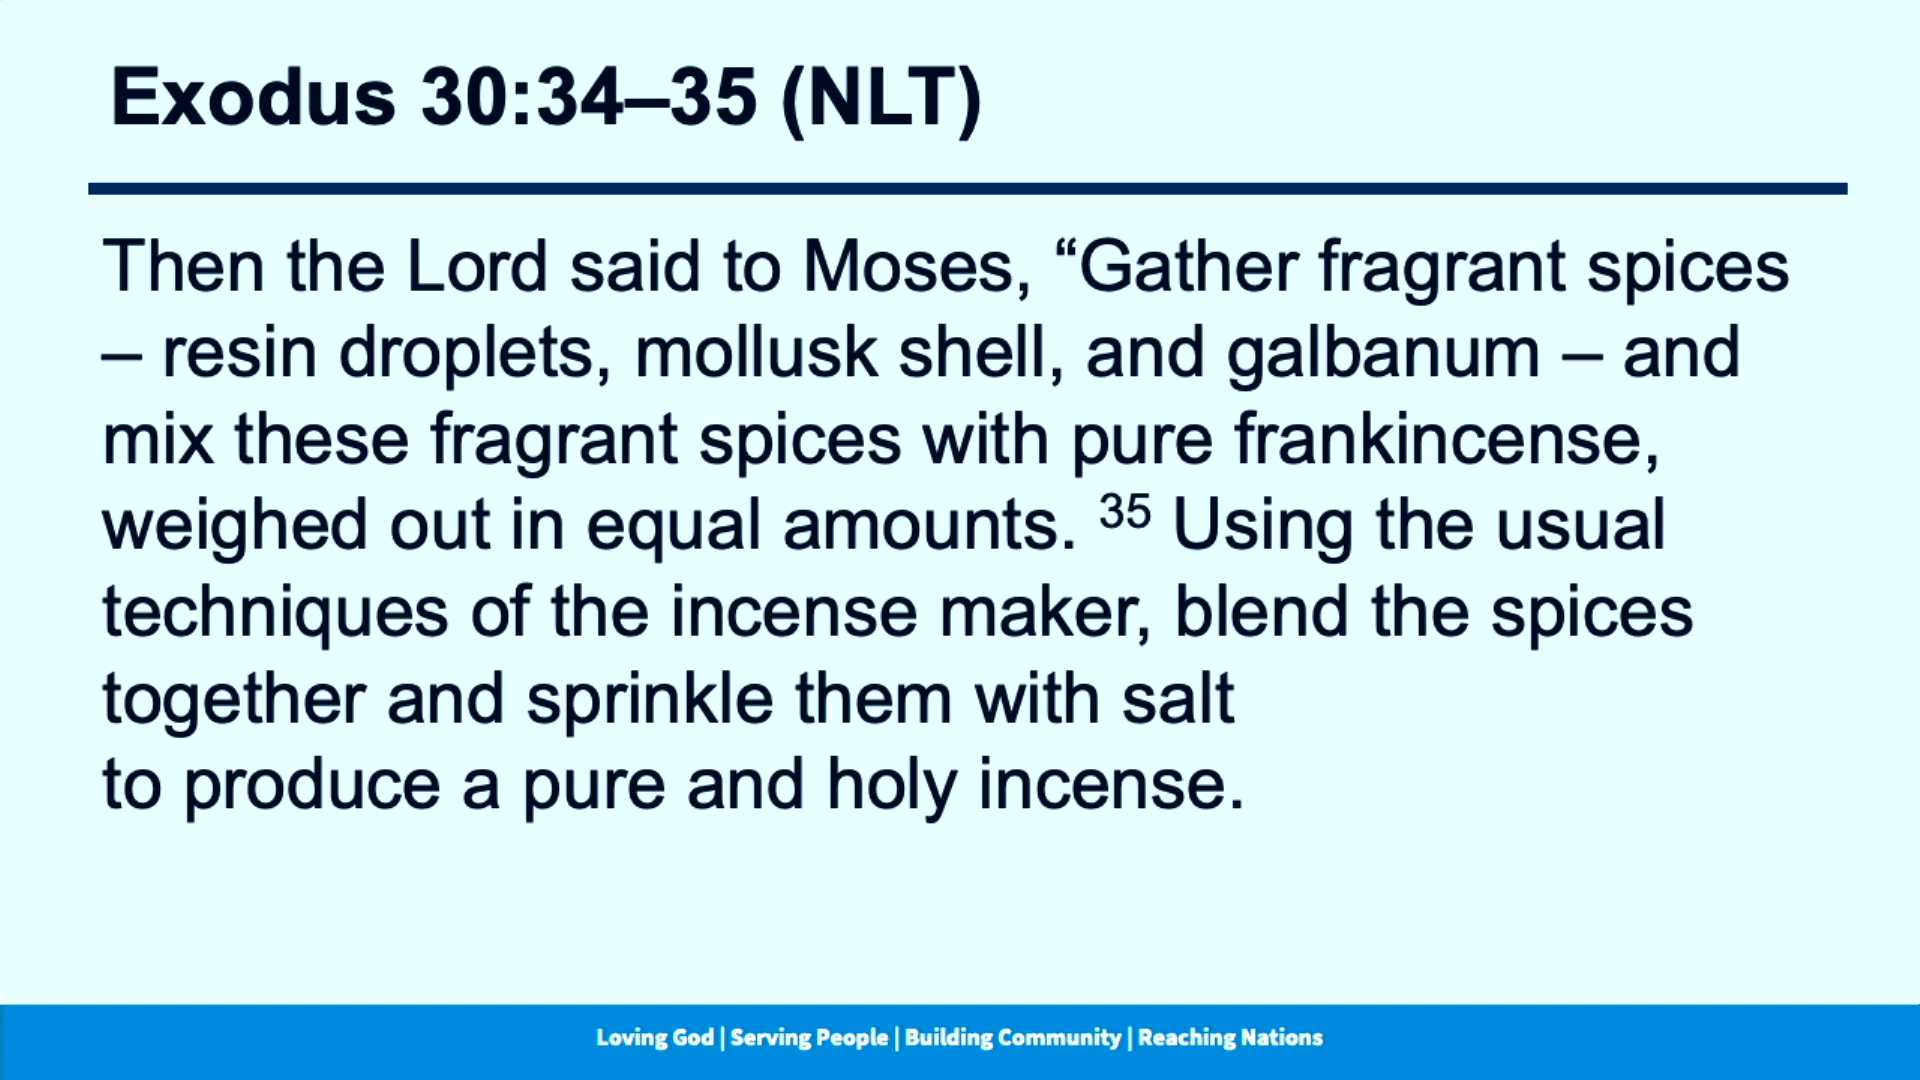 Exodus 30:34–35 (NLT)
Then the Lord said to Moses, “Gather fragrant spices
– resin droplets, mollusk shell, and galbanum – and
mix these fragrant spices with pure frankincense,
weighed out in equal amounts. ³⁵ Using the usual
techniques of the incense maker, blend the spices
together and sprinkle them with salt
to produce a pure and holy incense.
Loving God | Serving People | Building Community | Reaching Nations